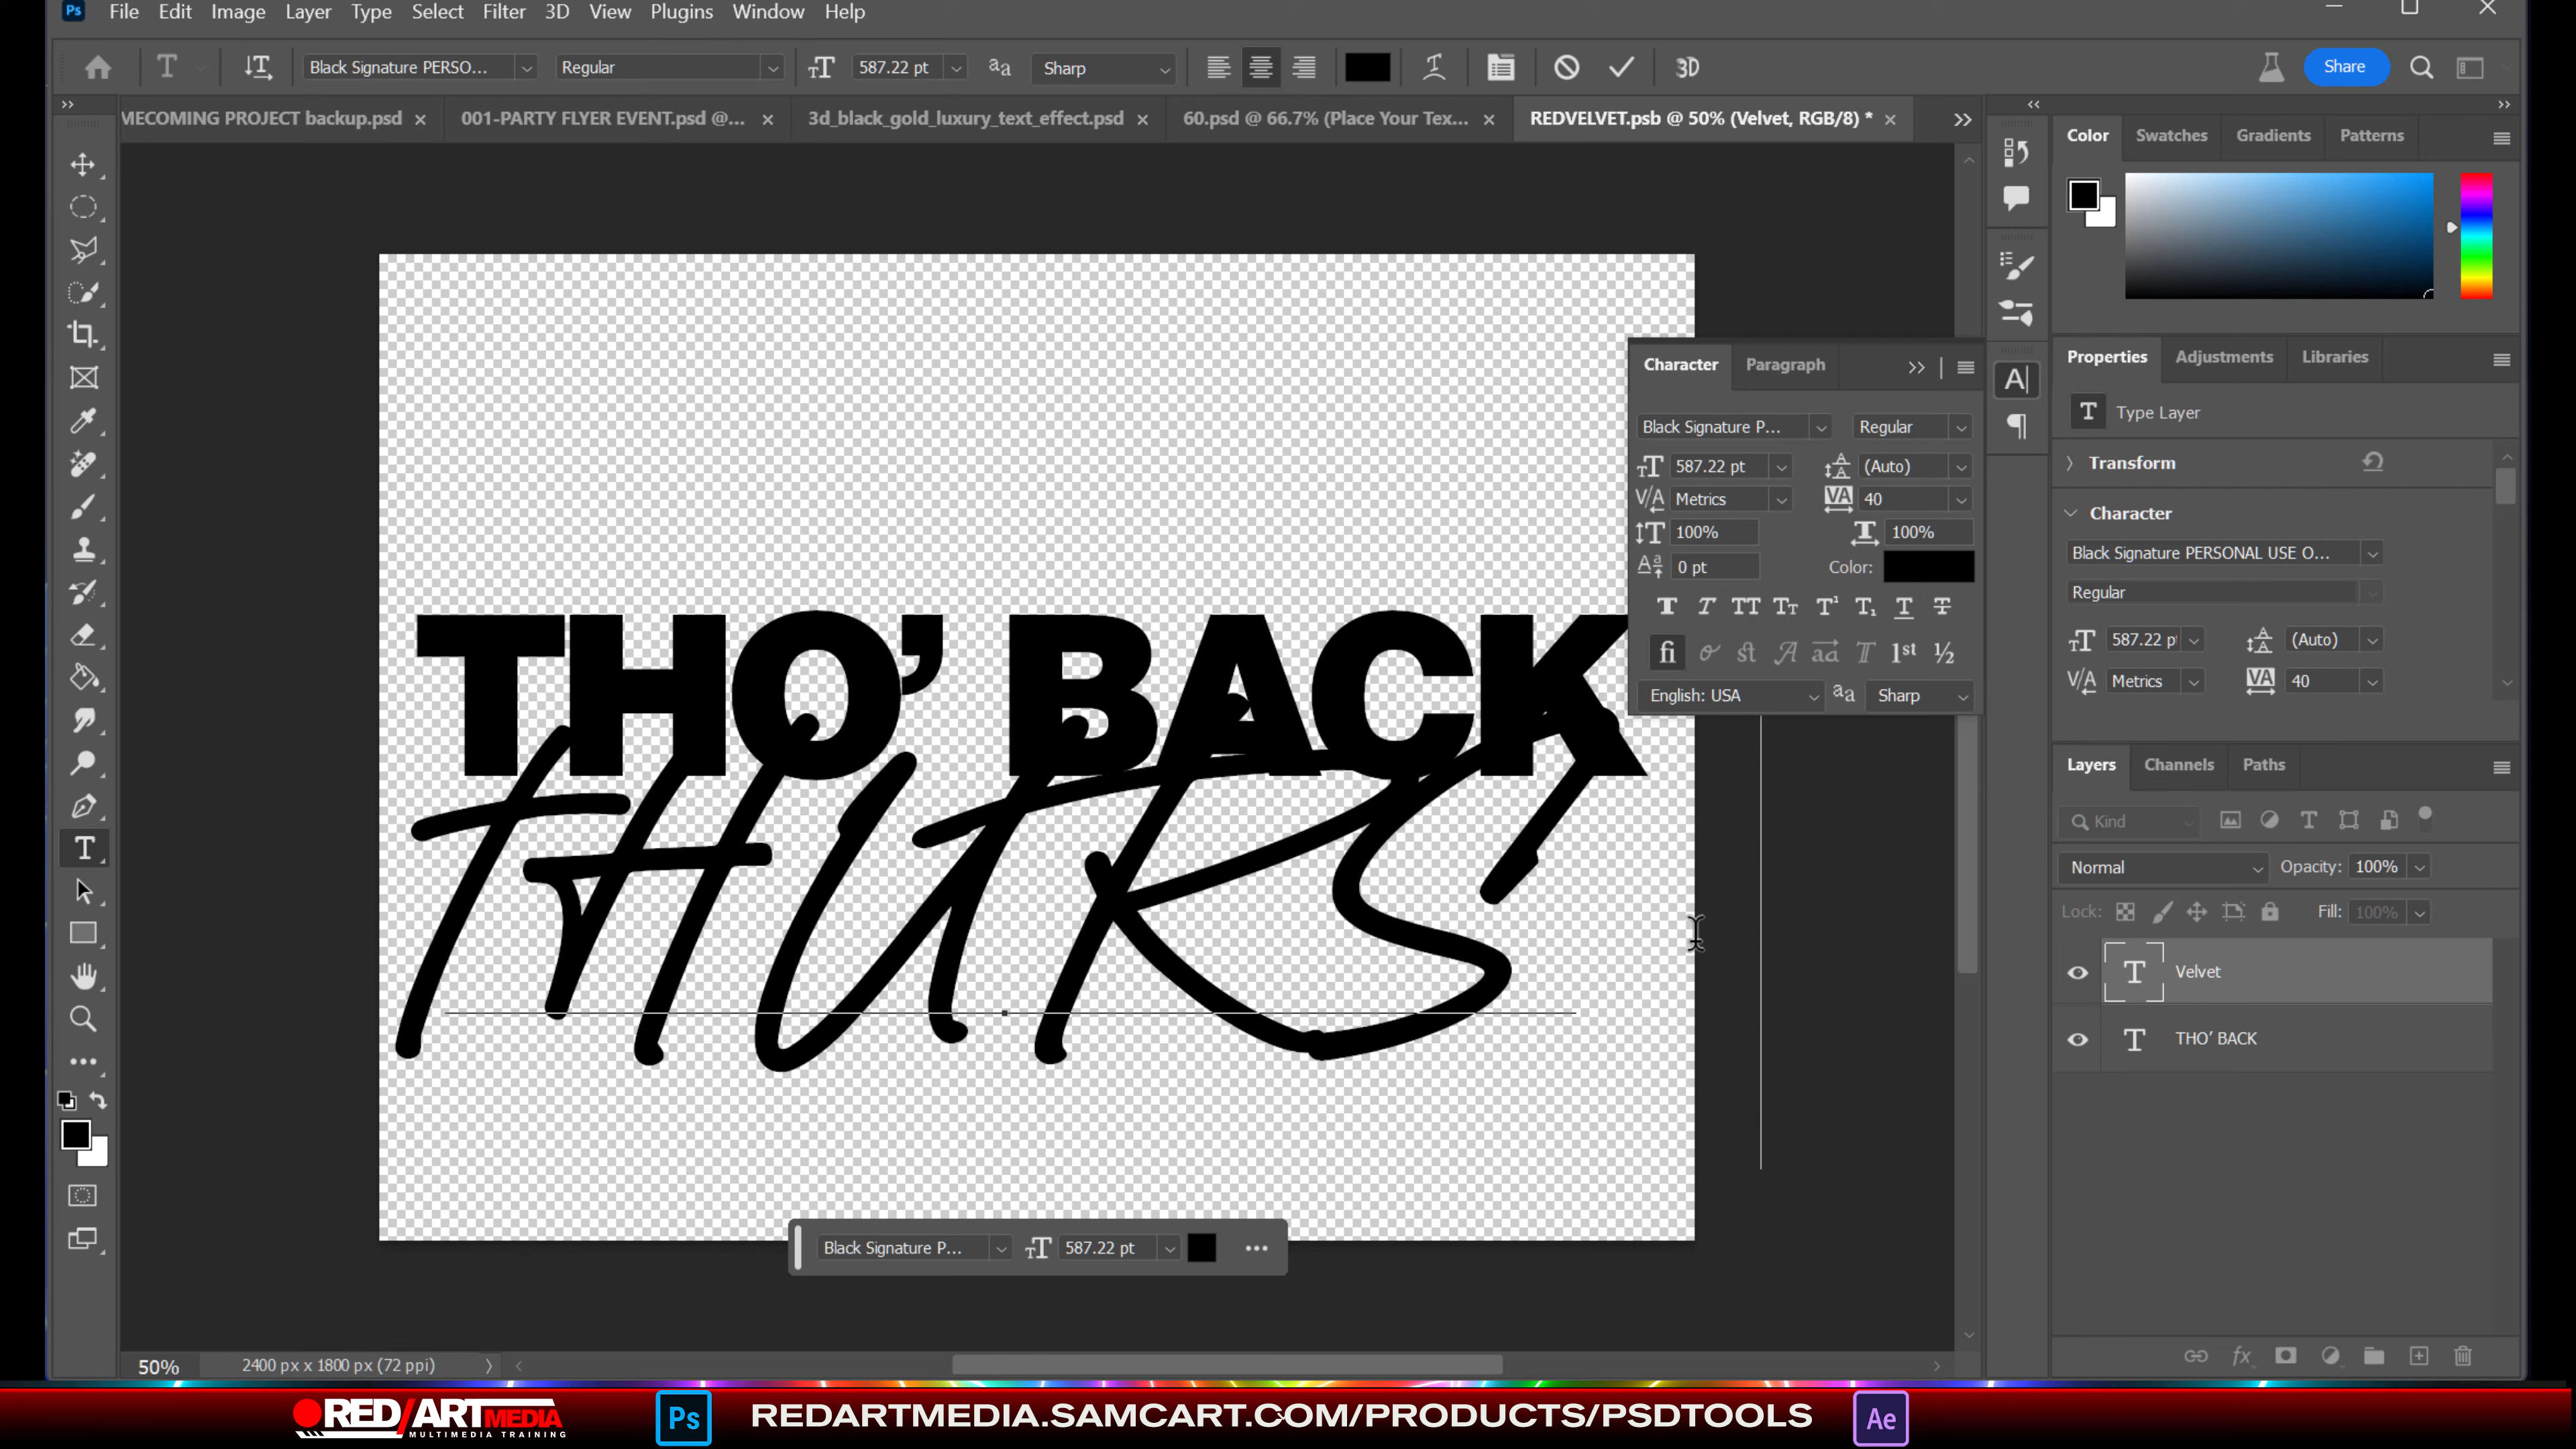 Ps File Edit Image Layer Type Select Filter 3D View Plugins Window Help
Black Signature PERSO... Regular 587.22 pt Sharp 3D Share
MECOMING PROJECT backup.psd 001-PARTY FLYER EVENT.psd @... 3d_black_gold_luxury_text_effect.psd 60.psd @ 66.7% (Place Your Tex... REDVELVET.psb @ 50% (Velvet, RGB/8) *
Color Swatches Gradients Patterns
Character Paragraph
Black Signature P... Regular
587.22 pt (Auto)
Metrics 40
100% 100%
0 pt Color:
English: USA Sharp
Properties Adjustments Libraries
Type Layer
Transform
Character
Black Signature PERSONAL USE O...
Regular
587.22 p (Auto)
Metrics 40
THO’ BACK
THURS
Layers Channels Paths
Kind
Normal Opacity: 100%
Lock: Fill: 100%
Velvet
THO’ BACK
Black Signature P... 587.22 pt
50% 2400 px x 1800 px (72 ppi)
RED/ART MEDIA
MULTIMEDIA TRAINING
Ps REDARTMEDIA.SAMCART.COM/PRODUCTS/PSDTOOLS Ae